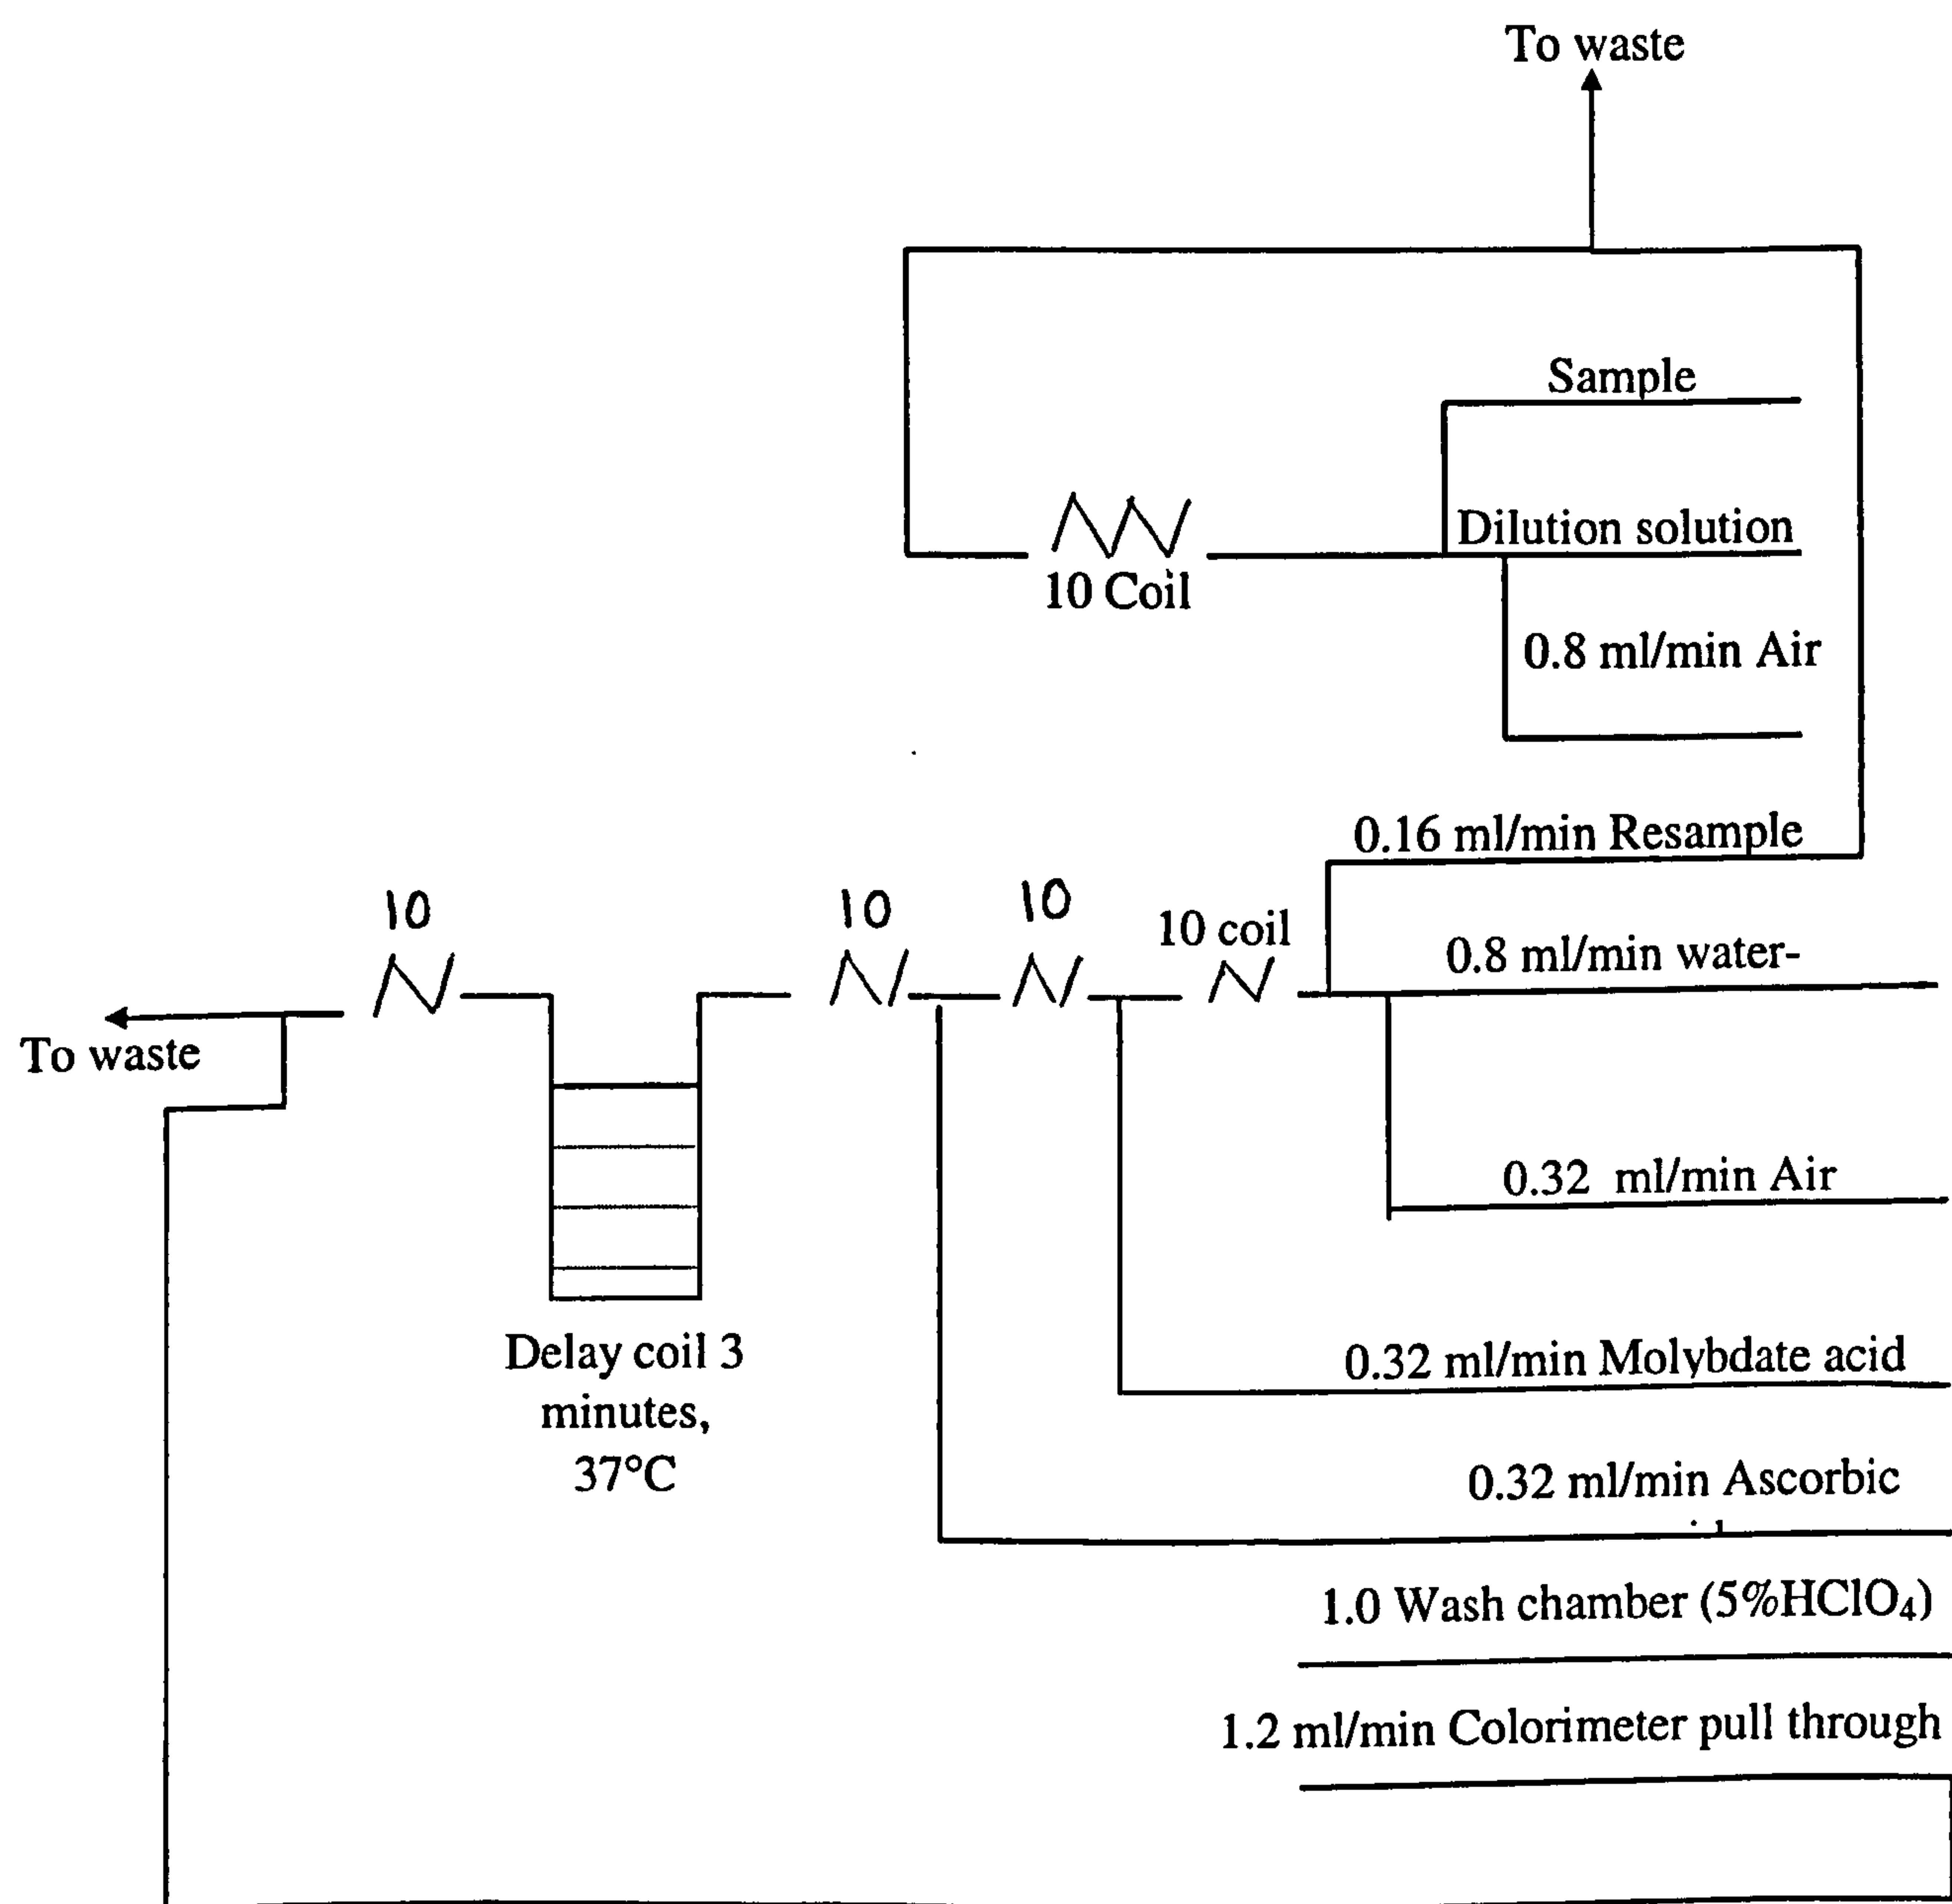 To waste
Sample
Dilution solution
10 Coil
0.8 ml/min Air
0.16 ml/min Resample
10
10
10
10 coil
0.8 ml/min water-
To waste
0.32 ml/min Air
Delay coil 3
minutes,
37°C
0.32 ml/min Molybdate acid
0.32 ml/min Ascorbic
1.0 Wash chamber (5%HClO₄)
1.2 ml/min Colorimeter pull through